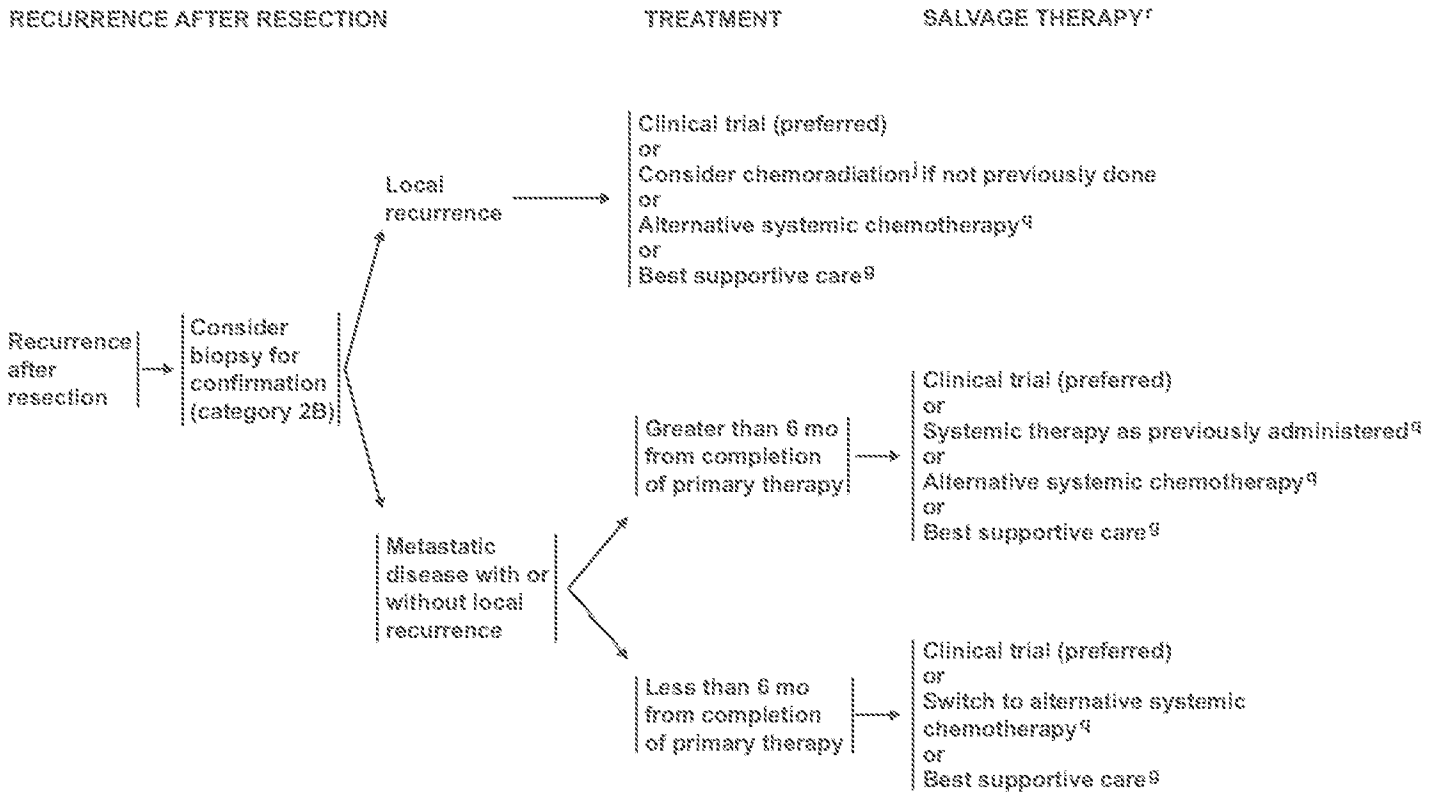 RECURRENCE AFTER RESECTION
TREATMENT
SALVAGE THERAPYʳ
Recurrence
after
resection
Consider
biopsy for
confirmation
(category 2B)
Local
recurrence
Clinical trial (preferred)
or
Consider chemoradiationʲ if not previously done
or
Alternative systemic chemotherapy^q
or
Best supportive care^g
Metastatic
disease with or
without local
recurrence
Greater than 6 mo
from completion
of primary therapy
Clinical trial (preferred)
or
Systemic therapy as previously administered^q
or
Alternative systemic chemotherapy^q
or
Best supportive care^g
Less than 6 mo
from completion
of primary therapy
Clinical trial (preferred)
or
Switch to alternative systemic
chemotherapy^q
or
Best supportive care^g